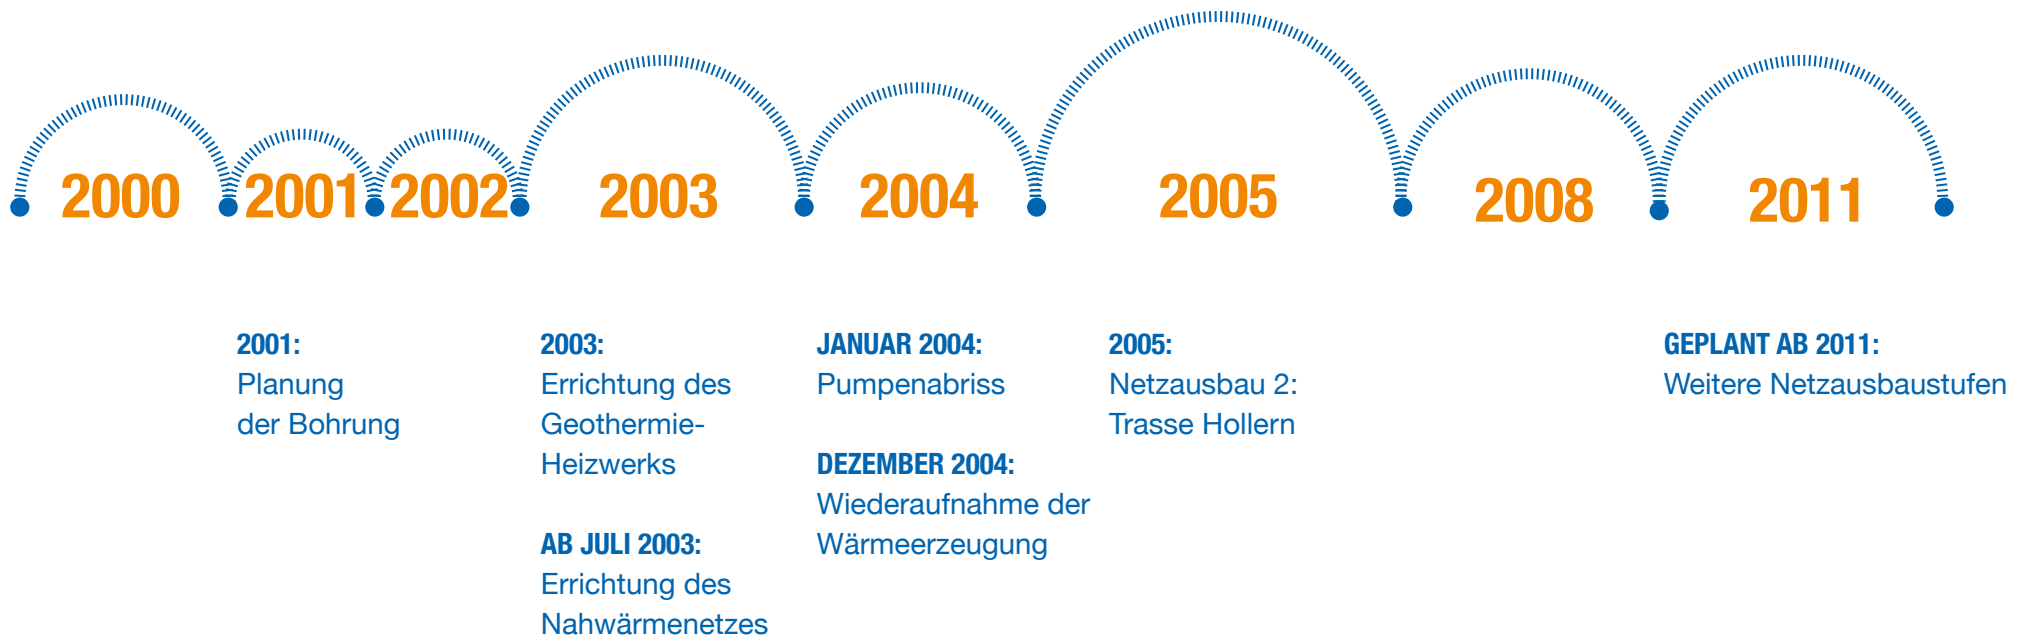 2000
2001
2002
2003
2004
2005
2008
2011
2001:
Planung
der Bohrung
2003:
Errichtung des
Geothermie-
Heizwerks
AB JULI 2003:
Errichtung des
Nahwärmenetzes
JANUAR 2004:
Pumpenabriss
DEZEMBER 2004:
Wiederaufnahme der
Wärmeerzeugung
2005:
Netzausbau 2:
Trasse Hollern
GEPLANT AB 2011:
Weitere Netzausbaustufen